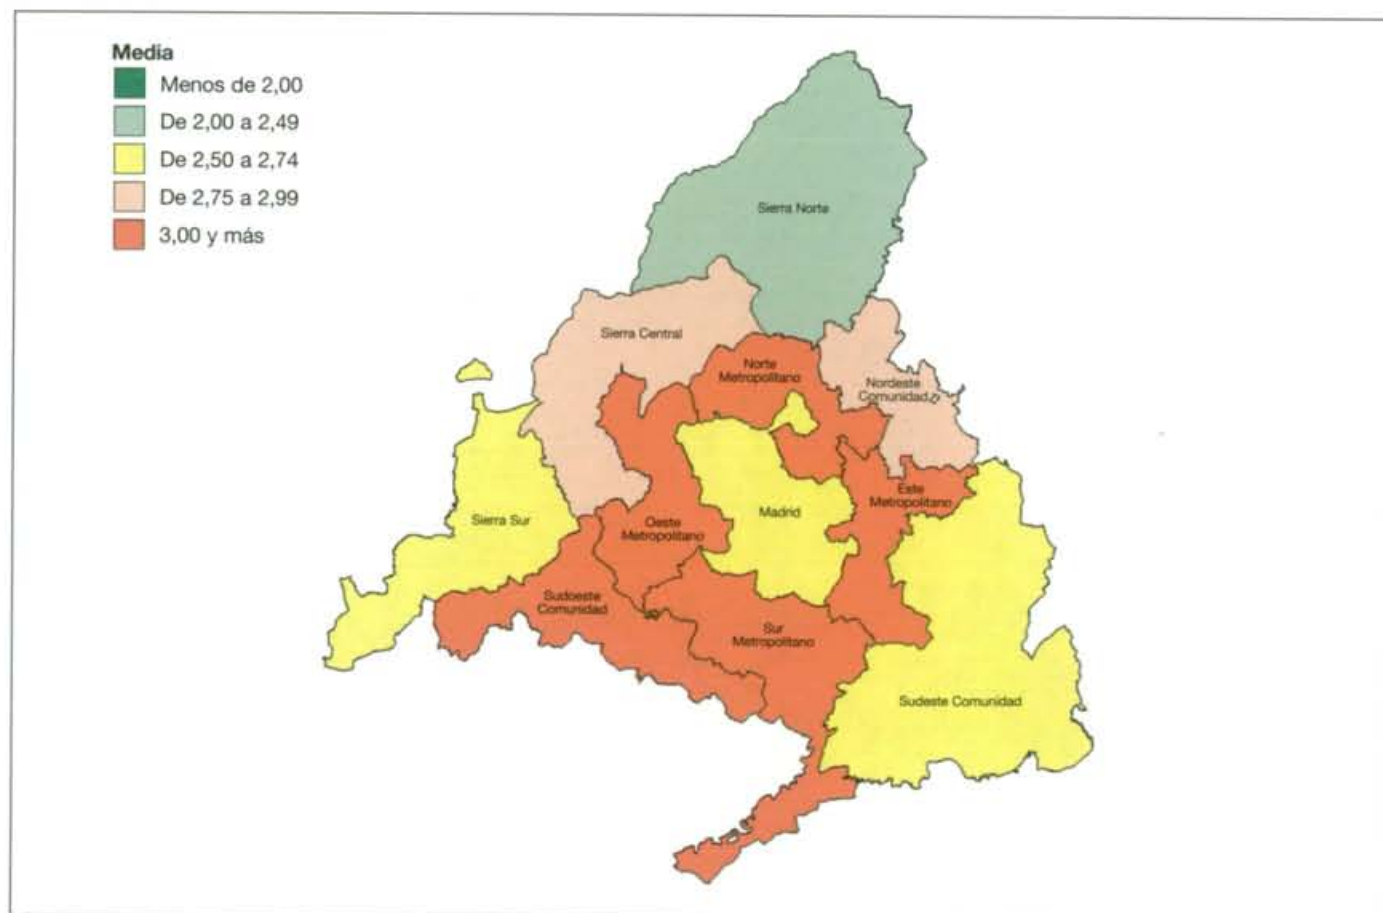 Media
Menos de 2,00
De 2,00 a 2,49
De 2,50 a 2,74
De 2,75 a 2,99
3,00 y más
Sierra Norte
Sierra Central
Norte
Metropolitano
Nordeste
Comunidad
Este
Metropolitano
Madrid
Sierra Sur
Oeste
Metropolitano
Sudoeste
Comunidad
Sur
Metropolitano
Sudeste Comunidad